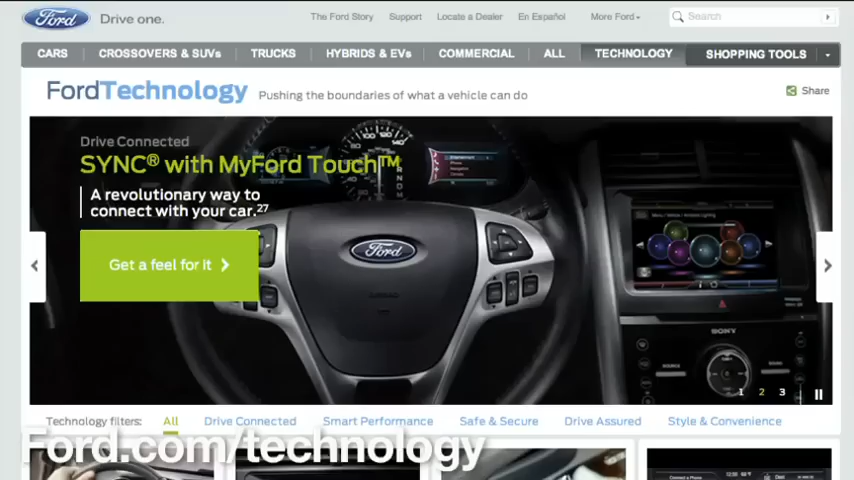 Ford Drive one.
The Ford Story Support Locate a Dealer En Español More Ford Search
CARS CROSSOVERS & SUVs TRUCKS HYBRIDS & EVs COMMERCIAL ALL TECHNOLOGY SHOPPING TOOLS
FordTechnology Pushing the boundaries of what a vehicle can do Share
Drive Connected
SYNC® with MyFord Touch™
A revolutionary way to
connect with your car.27
Get a feel for it
Ford
SONY
1 2 3
Technology filters: All Drive Connected Smart Performance Safe & Secure Drive Assured Style & Convenience
Ford.com/technology